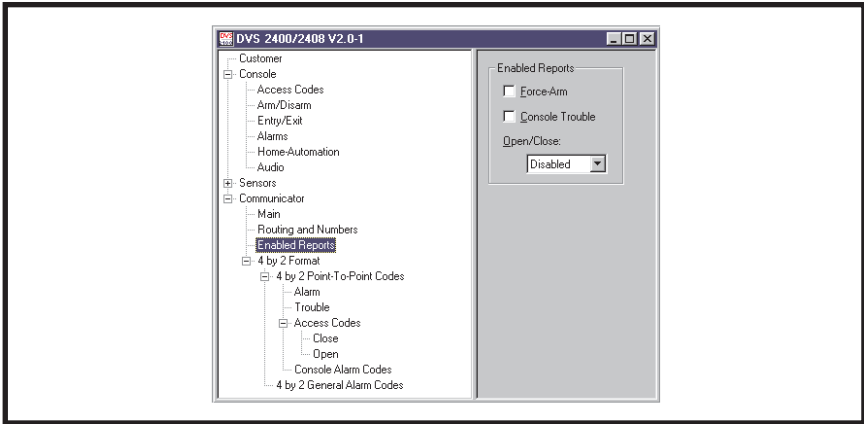 DVS 2400/2408 V2.0-1
Customer
Console
Access Codes
Arm/Disarm
Entry/Exit
Alarms
Home-Automation
Audio
Sensors
Communicator
Main
Routing and Numbers
Enabled Reports
4 by 2 Format
4 by 2 Point-To-Point Codes
Alarm
Trouble
Access Codes
Close
Open
Console Alarm Codes
4 by 2 General Alarm Codes
Enabled Reports
Force-Arm
Console Trouble
Open/Close:
Disabled